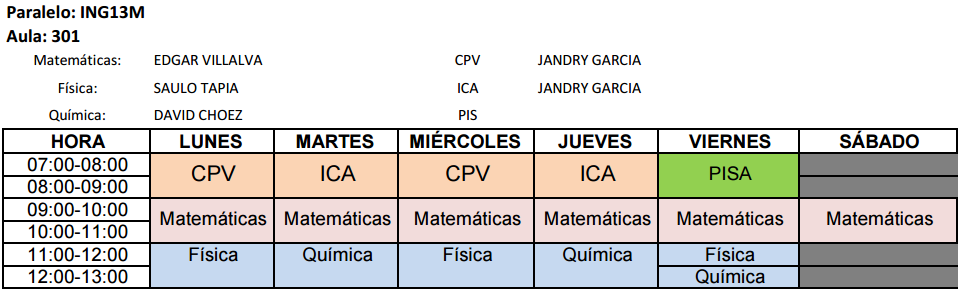 Paralelo: ING13M
Aula: 301
Matemáticas: EDGAR VILLALVA CPV JANDRY GARCIA
Física: SAULO TAPIA ICA JANDRY GARCIA
Química: DAVID CHOEZ PIS
HORA LUNES MARTES MIÉRCOLES JUEVES VIERNES SÁBADO
07:00-08:00 CPV ICA CPV ICA PISA
08:00-09:00
09:00-10:00 Matemáticas Matemáticas Matemáticas Matemáticas Matemáticas Matemáticas
10:00-11:00
11:00-12:00 Física Química Física Química Física
12:00-13:00 Química